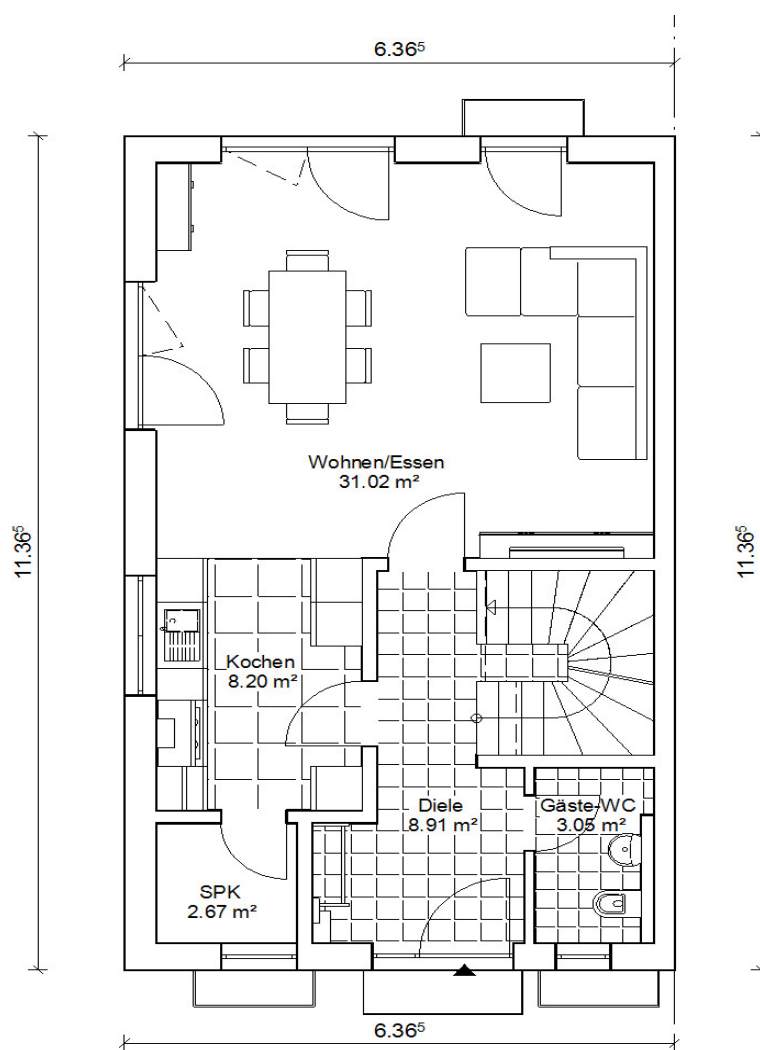 6.36⁵
11.36⁵
11.36⁵
Wohnen/Essen
31.02 m²
Kochen
8.20 m²
Diele
8.91 m²
Gäste-WC
3.05 m²
SPK
2.67 m²
6.36⁵